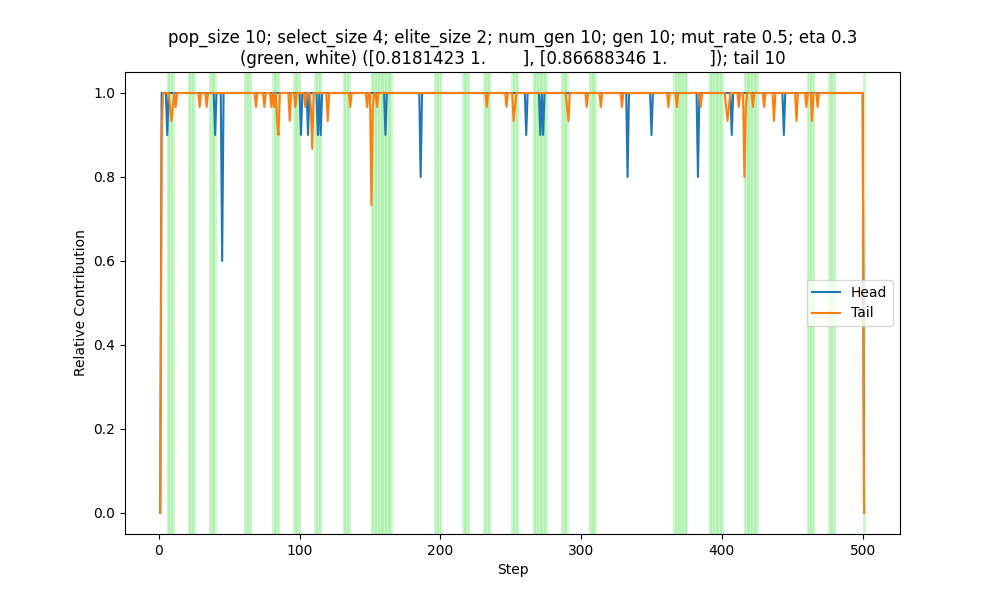 pop_size 10; select_size 4; elite_size 2; num_gen 10; gen 10; mut_rate 0.5; eta 0.3
(green, white) ([0.8181423 1.        ], [0.86688346 1.         ]); tail 10
1.0
0.8
0.6
0.4
0.2
0.0
Relative Contribution
Head
Tail
0
100
200
300
400
500
Step